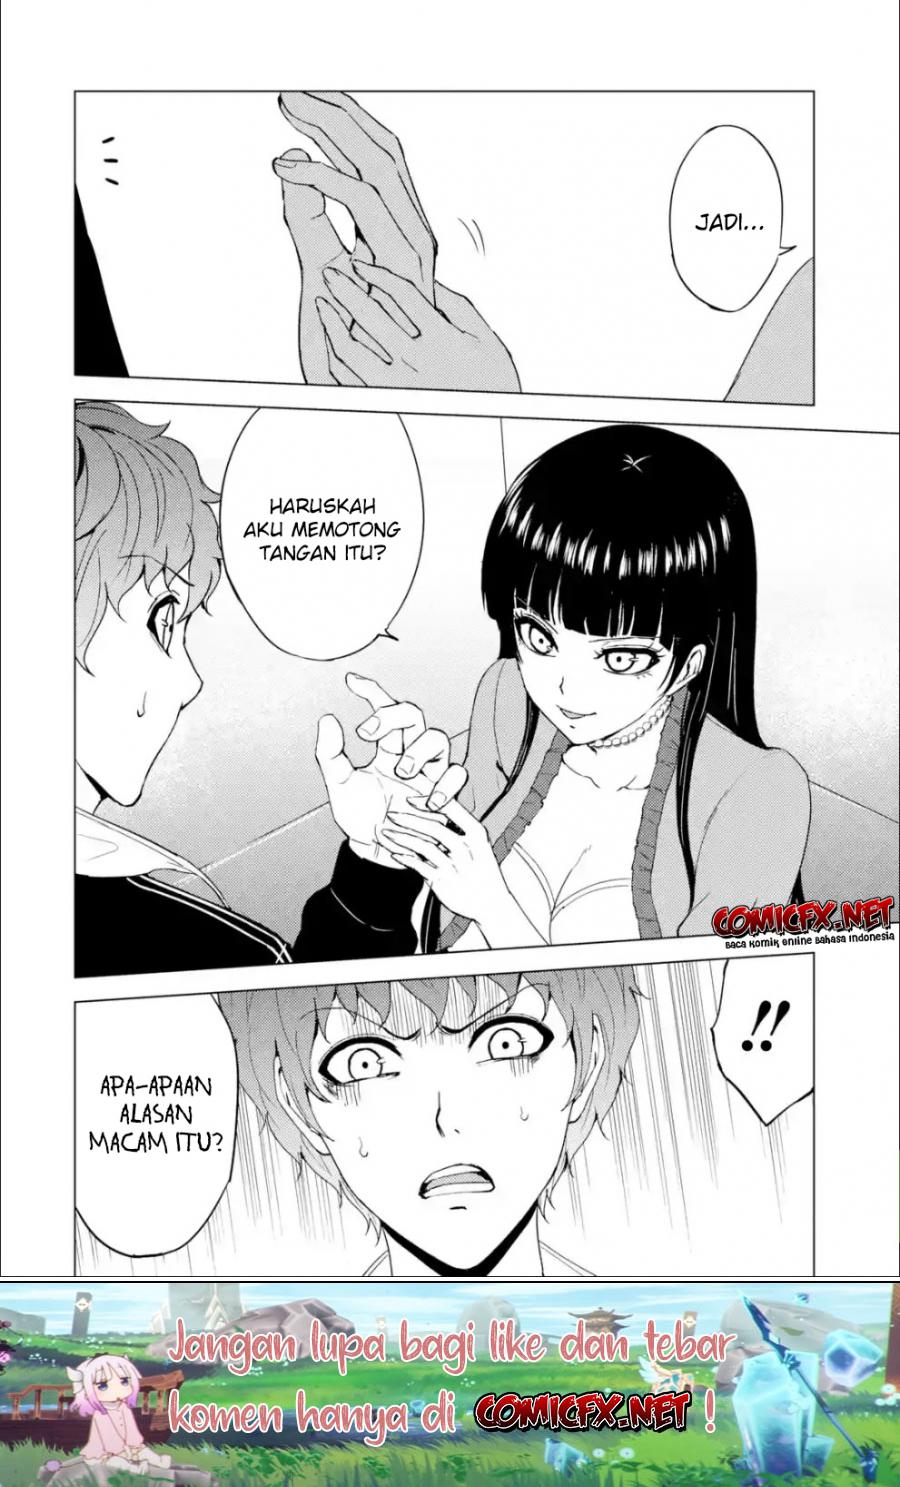 JADI...
HARUSKAH
AKU MEMOTONG
TANGAN ITU?
COMICFX.NET
BACA KOMIK ONLINE BAHASA INDONESIA
!!
APA-APAAN
ALASAN
MACAM ITU?
Jangan lupa bagi like dan tebar
komen hanya di COMICFX.NET !